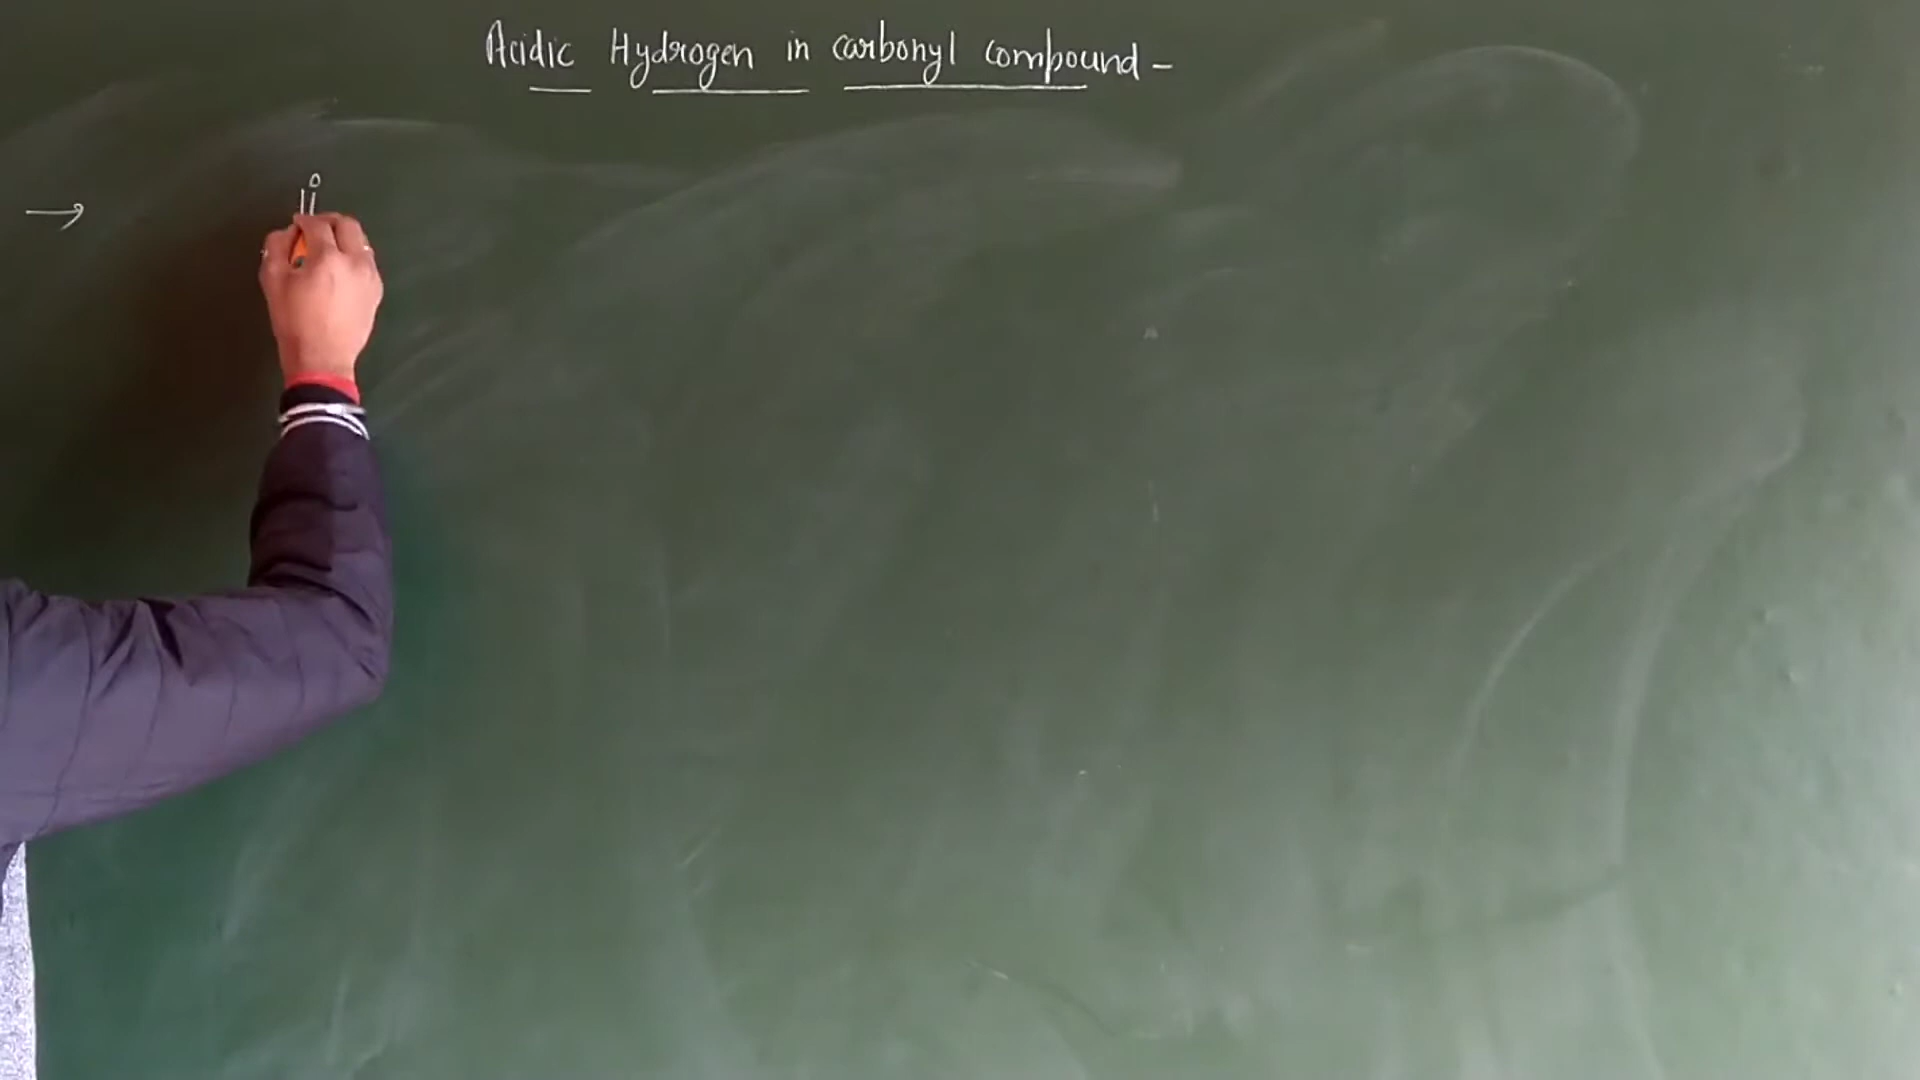 Acidic Hydrogen in carbonyl compound -
→ O
||